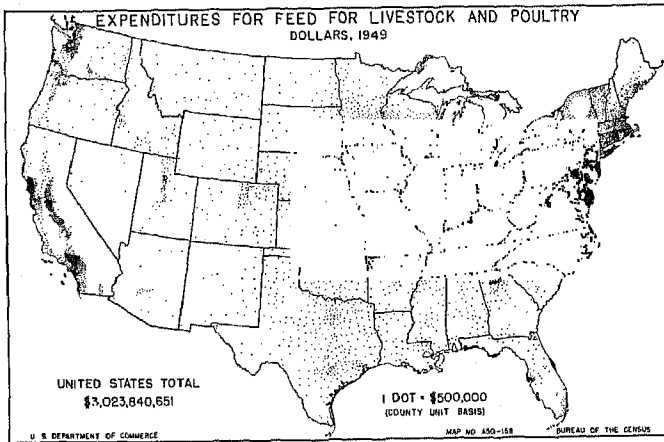 EXPENDITURES FOR FEED FOR LIVESTOCK AND POULTRY
DOLLARS, 1949
UNITED STATES TOTAL
$3,023,840,651
1 DOT = $500,000
(COUNTY UNIT BASIS)
U S DEPARTMENT OF COMMERCE
MAP NO A50-158
BUREAU OF THE CENSUS